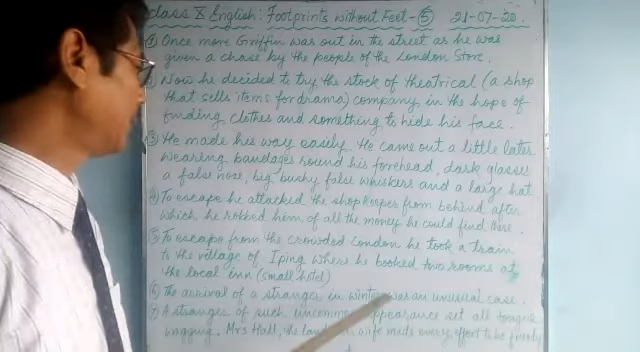 Class X English: Footprints without Feet-(5) 21-07-20.
(1) Once more Griffin was out in the street as he was
given a chase by the people of the London Store.
Now he decided to try the stock of theatrical (a shop
that sells items for drama) company in the hope of
finding clothes and something to hide his face.
(3) He made his way easily. He came out a little later
wearing bandages round his forehead, dark glasses
a false nose, big bushy false whiskers and a large hat
(4) To escape he attacked the shopkeeper from behind after
which he robbed him of all the money he could find there.
(5) To escape from the crowded London he took a train
to the village of Iping where he booked two rooms at
the local inn (small hotel)
(6) The arrival of a stranger in winter was an unusual case.
(7) A stranger of such uncommon appearance set all tongues
wagging. Mrs Hall, the wife made every effort to be friendly